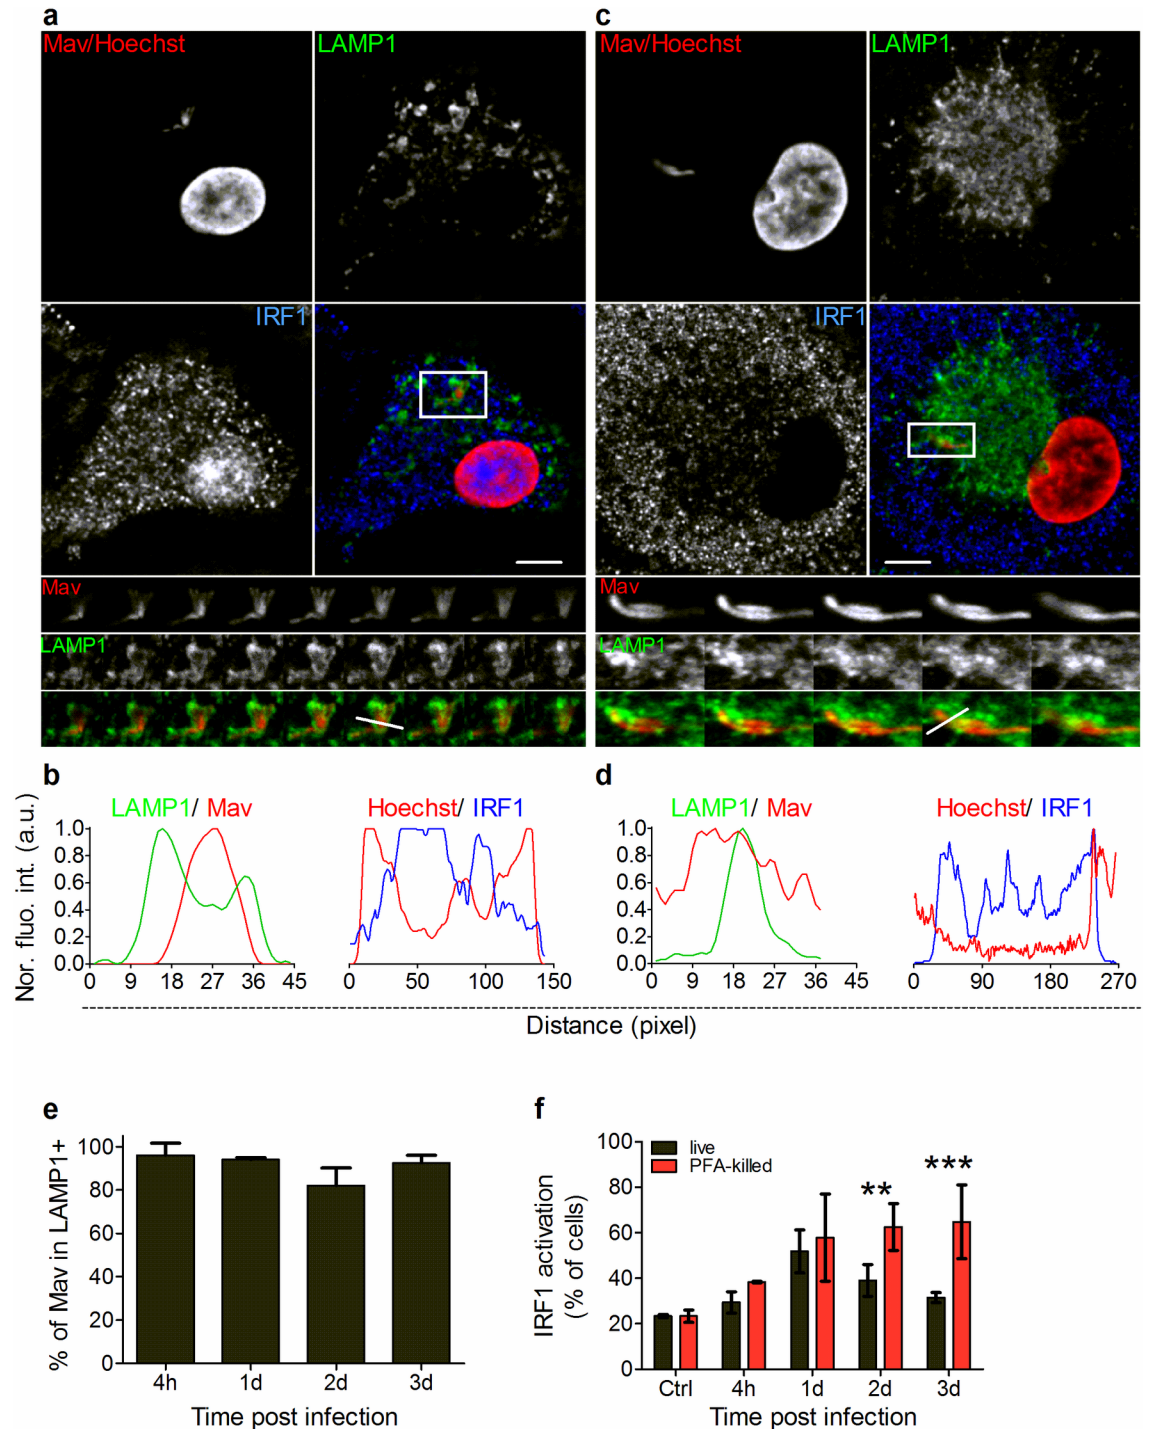 a
c
Mav/Hoechst
LAMP1
Mav/Hoechst
LAMP1
IRF1
IRF1
Mav
Mav
LAMP1
LAMP1
b
d
LAMP1/ Mav
Hoechst/ IRF1
LAMP1/ Mav
Hoechst/ IRF1
Nor. fluo. int. (a.u.)
1.0
0.8
0.6
0.4
0.2
0.0
1.0
0.8
0.6
0.4
0.2
0.0
0 9 18 27 36 45
0 50 100 150
0 9 18 27 36 45
0 90 180 270
Distance (pixel)
e
f
% of Mav in LAMP1+
100
80
60
40
20
0
4h 1d 2d 3d
Time post infection
IRF1 activation
(% of cells)
100
80
60
40
20
0
live
PFA-killed
**
***
Ctrl 4h 1d 2d 3d
Time post infection